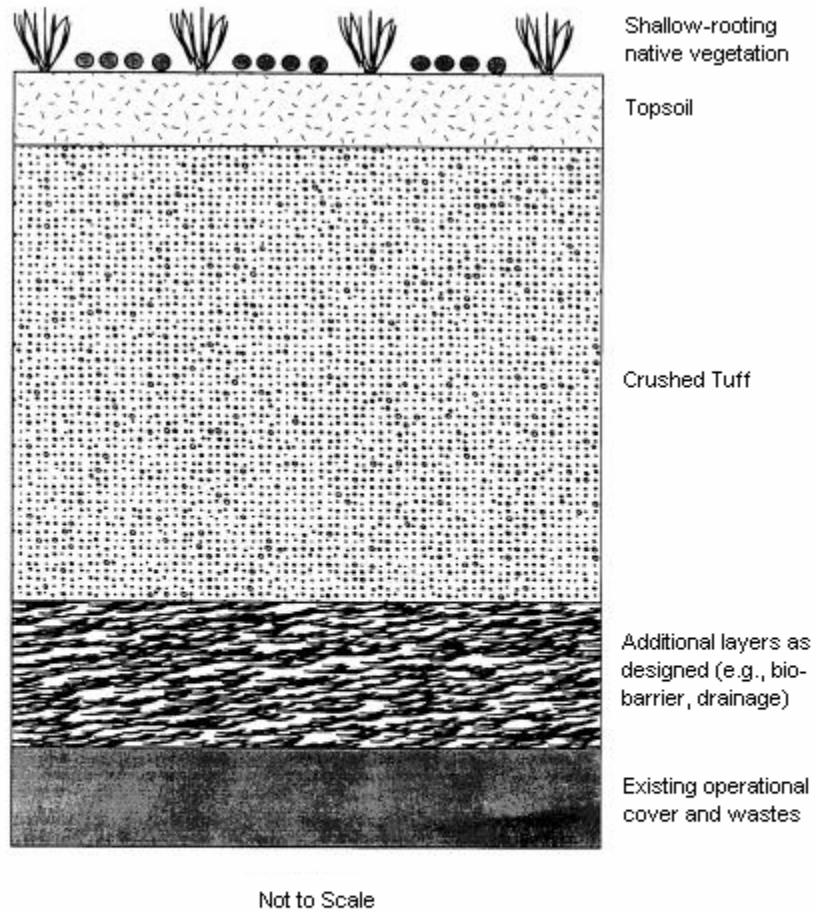 Shallow-rooting
native vegetation
Topsoil
Crushed Tuff
Additional layers as
designed (e.g., bio-
barrier, drainage)
Existing operational
cover and wastes
Not to Scale